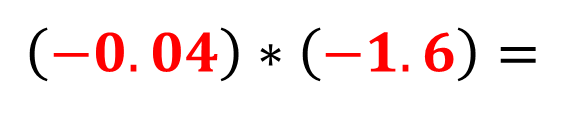 (−0.04) ∗ (−1.6) =